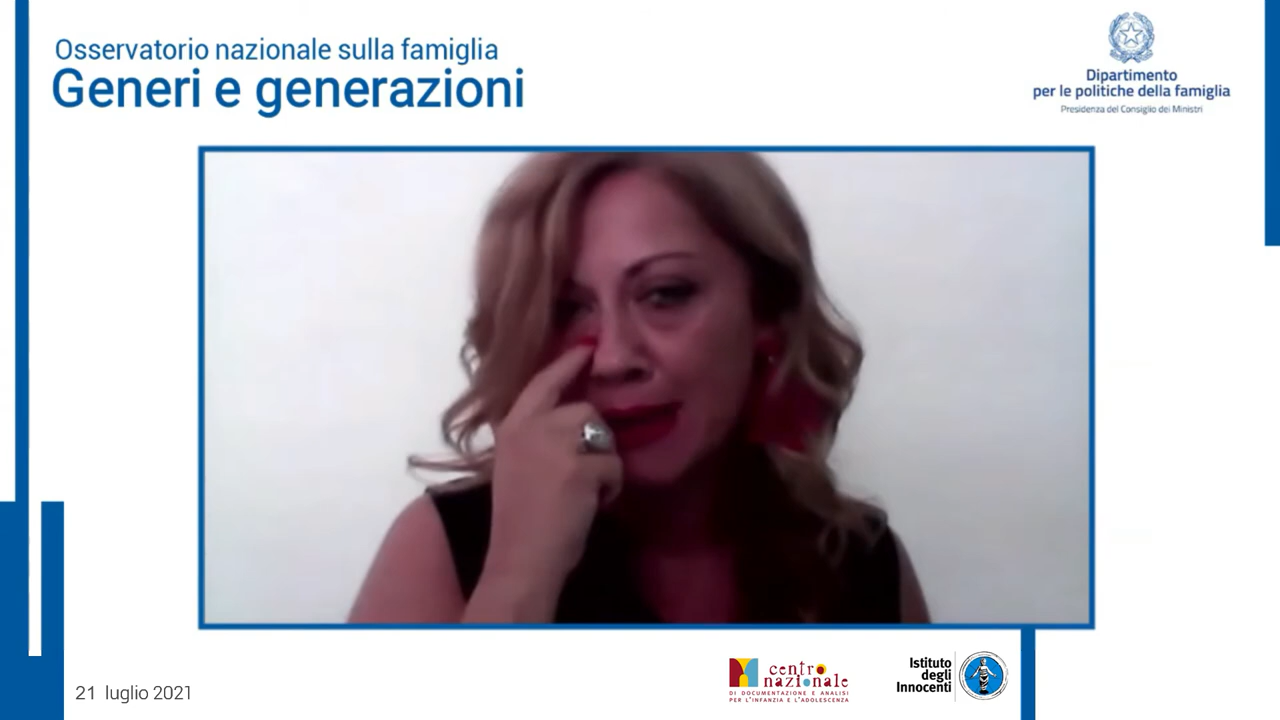 Osservatorio nazionale sulla famiglia
Generi e generazioni
Dipartimento
per le politiche della famiglia
Presidenza del Consiglio dei Ministri
21 luglio 2021
centro
nazionale
DI DOCUMENTAZIONE E ANALISI
PER L'INFANZIA E L'ADOLESCENZA
Istituto
degli
Innocenti